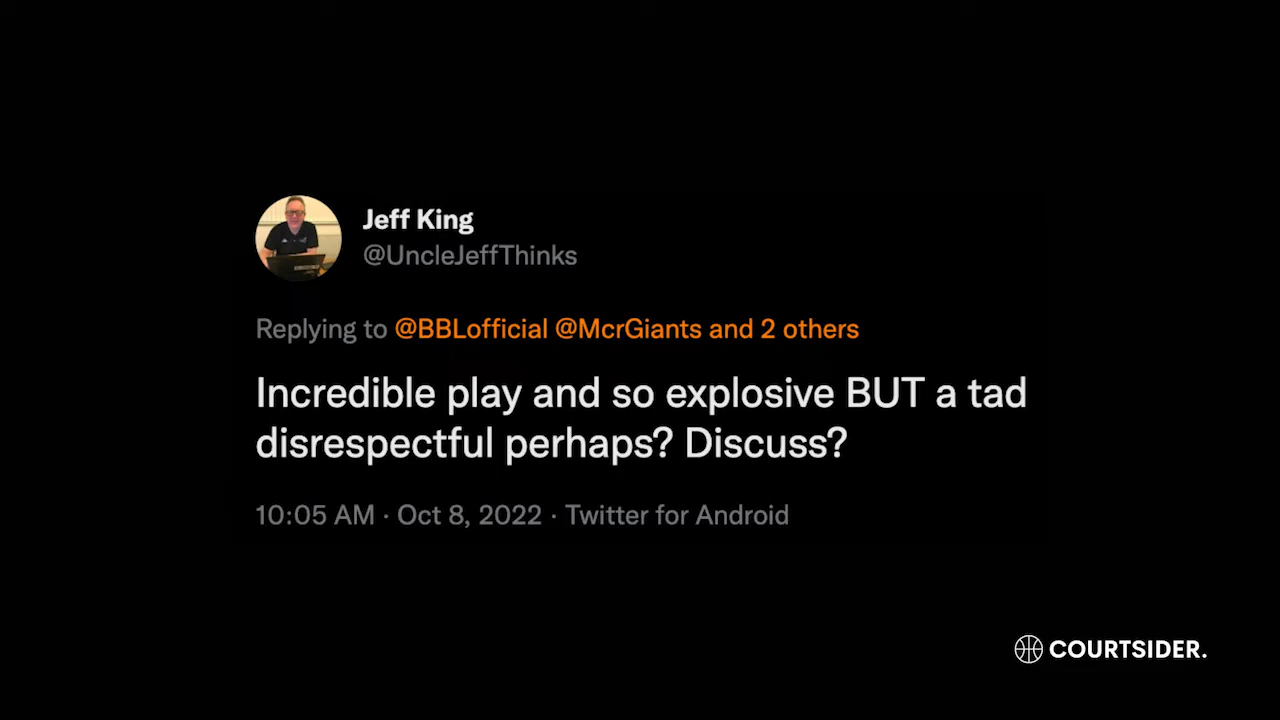 Jeff King
@UncleJeffThinks
Replying to @BBLofficial @McrGiants and 2 others
Incredible play and so explosive BUT a tad
disrespectful perhaps? Discuss?
10:05 AM · Oct 8, 2022 · Twitter for Android
COURTSIDER.